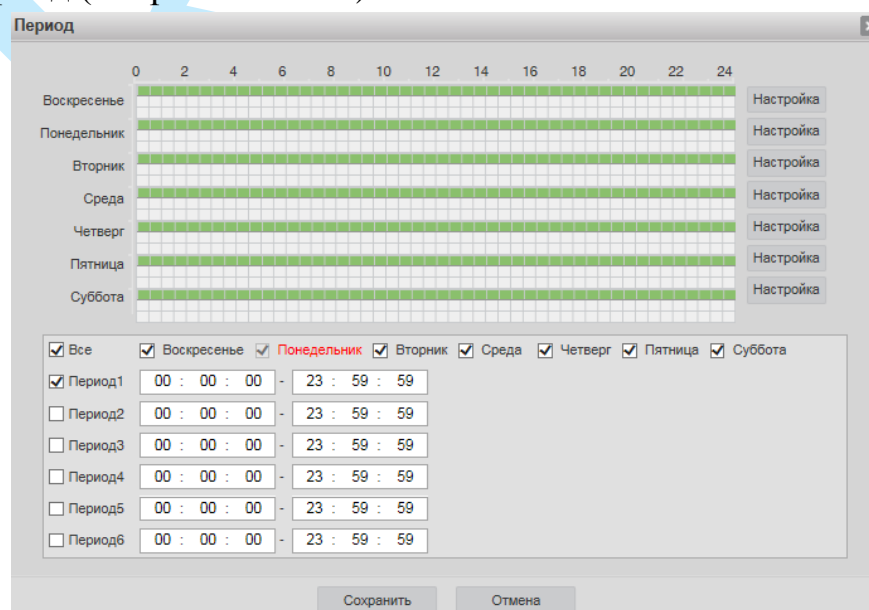 Период
0 2 4 6 8 10 12 14 16 18 20 22 24
Воскресенье Настройка
Понедельник Настройка
Вторник Настройка
Среда Настройка
Четверг Настройка
Пятница Настройка
Суббота Настройка
Все Воскресенье Понедельник Вторник Среда Четверг Пятница Суббота
Период1 00 : 00 : 00 - 23 : 59 : 59
Период2 00 : 00 : 00 - 23 : 59 : 59
Период3 00 : 00 : 00 - 23 : 59 : 59
Период4 00 : 00 : 00 - 23 : 59 : 59
Период5 00 : 00 : 00 - 23 : 59 : 59
Период6 00 : 00 : 00 - 23 : 59 : 59
Сохранить Отмена